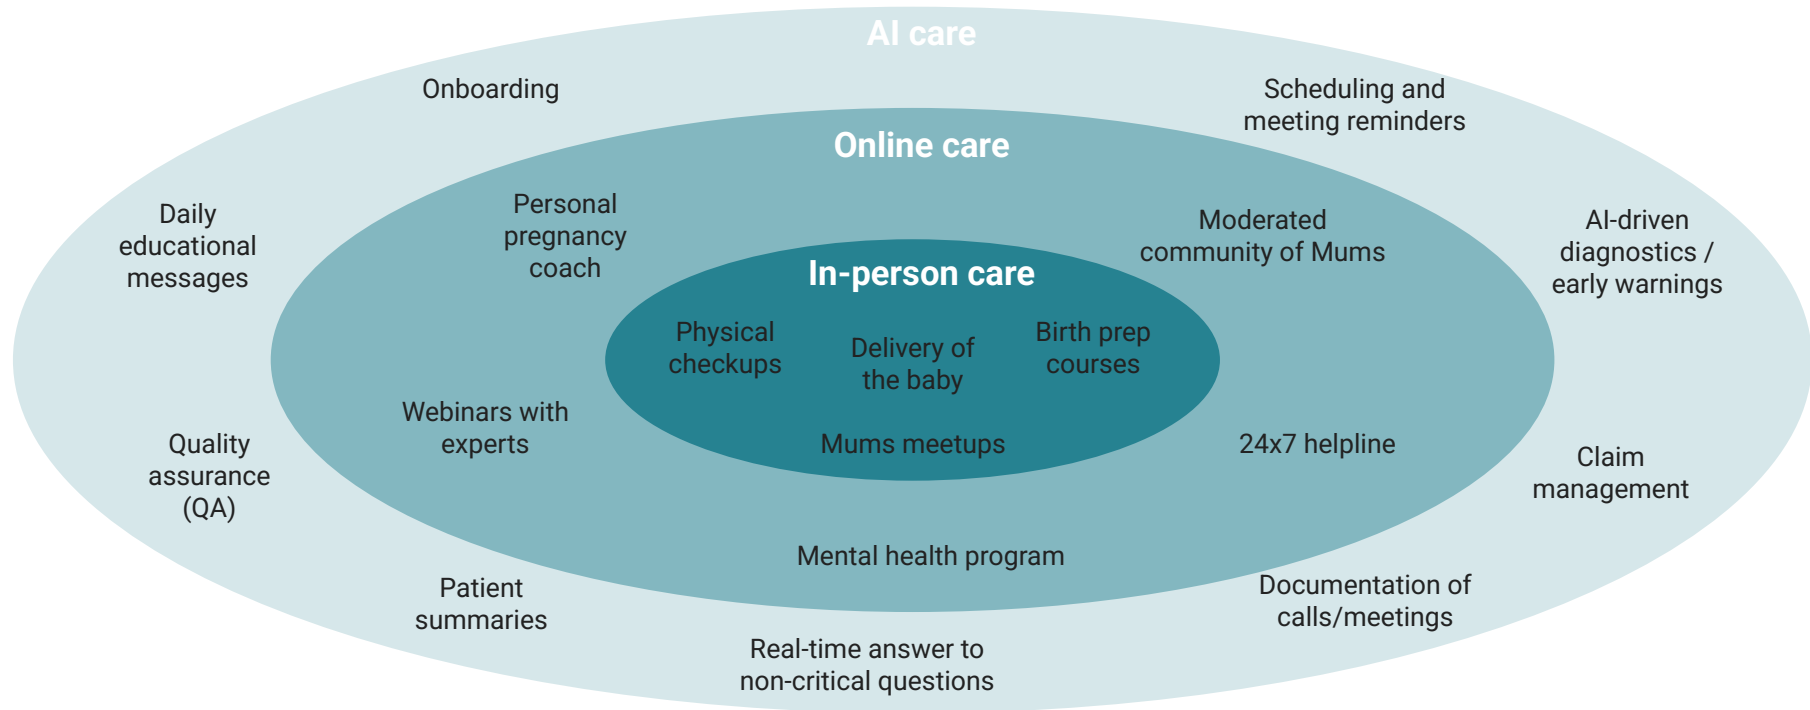 AI care
Onboarding
Scheduling and
meeting reminders
Online care
Daily
educational
messages
Personal
pregnancy
coach
Moderated
community of Mums
AI-driven
diagnostics /
early warnings
In-person care
Physical
checkups
Delivery of
the baby
Birth prep
courses
Webinars with
experts
Mums meetups
24x7 helpline
Quality
assurance
(QA)
Claim
management
Mental health program
Patient
summaries
Documentation of
calls/meetings
Real-time answer to
non-critical questions